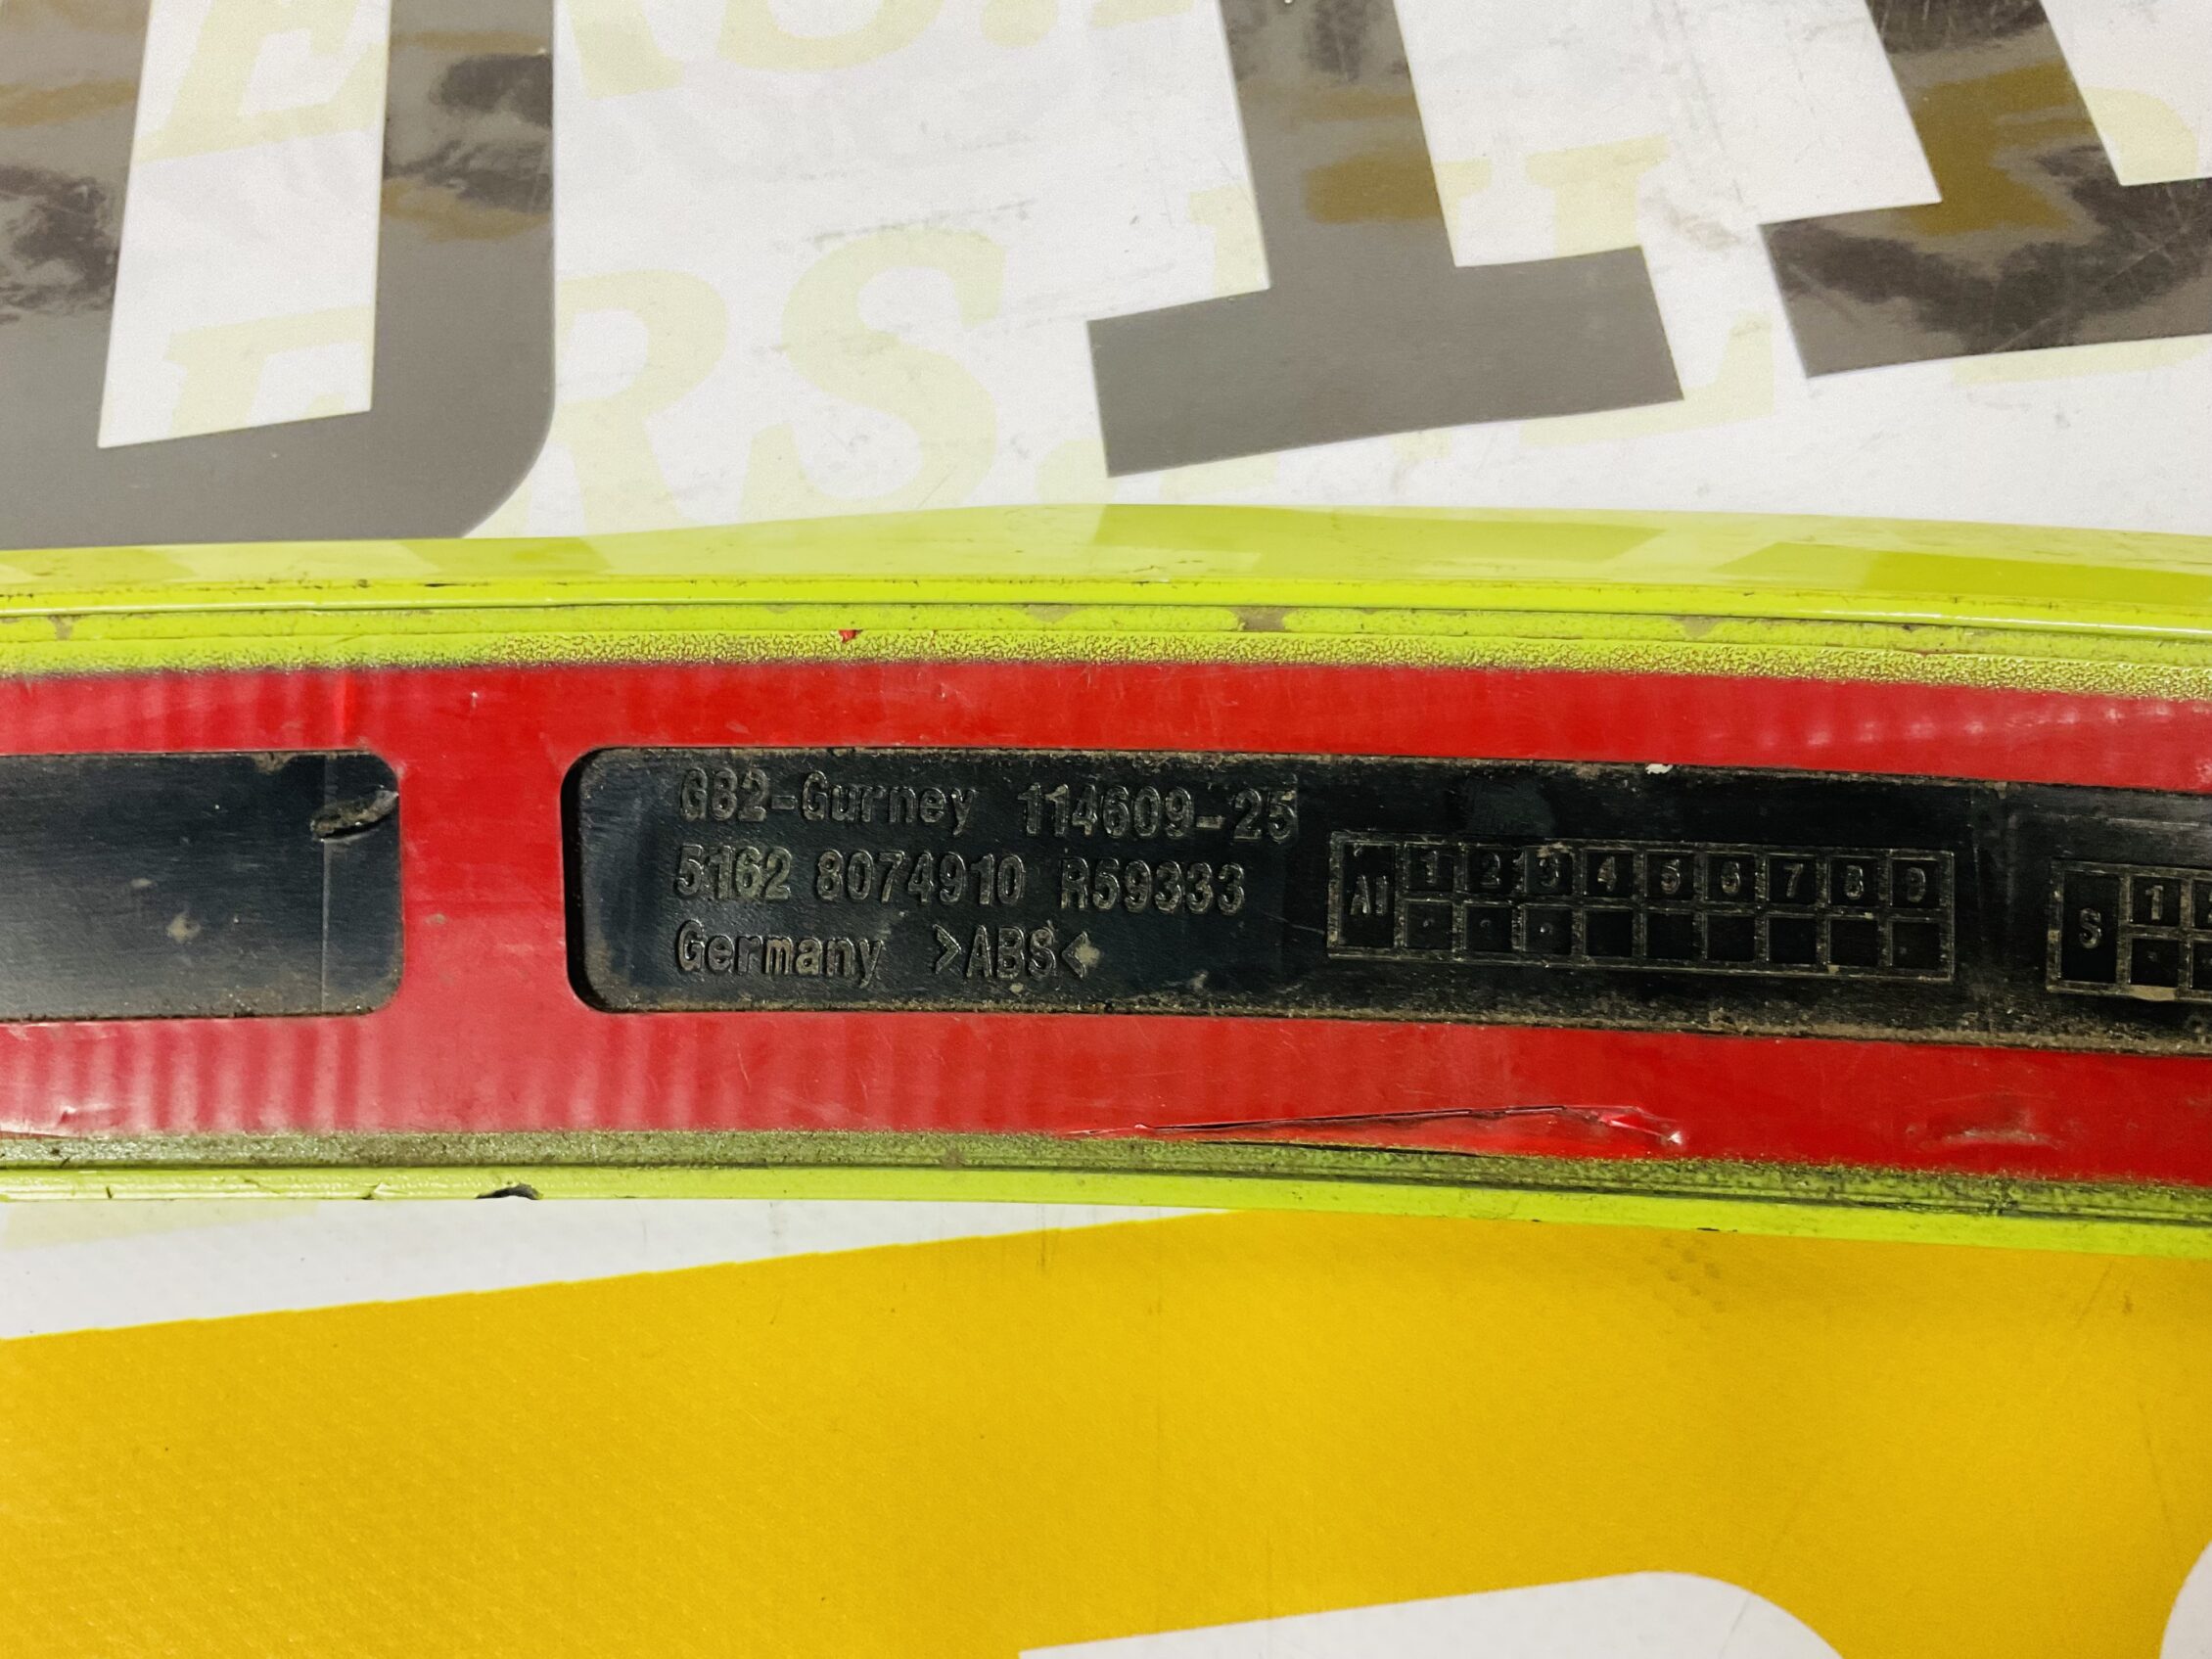 G82-Gurney 114609-25
5162 8074910 R59333
Germany >ABS<
AI 1 2 3 4 5 6 7 8 9
S 1